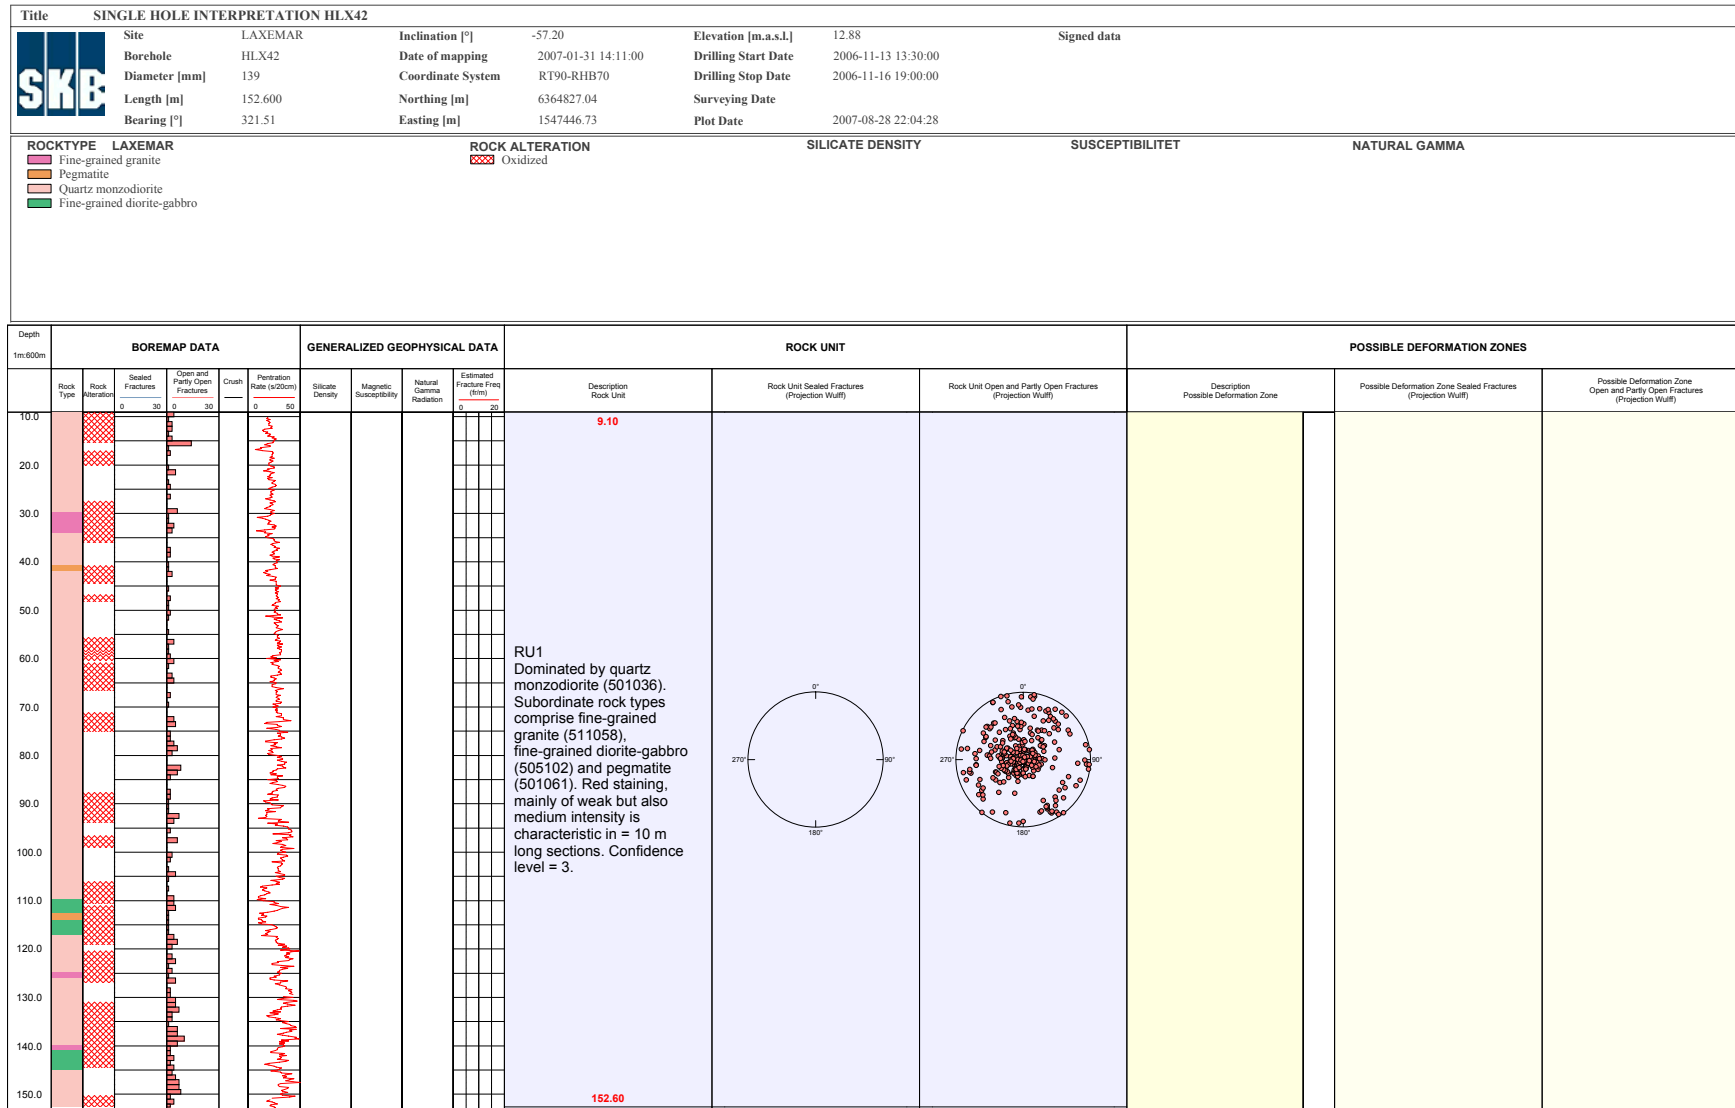 Title SINGLE HOLE INTERPRETATION HLX42
SKB
Site LAXEMAR Inclination [°] -57.20 Elevation [m.a.s.l.] 12.88 Signed data
Borehole HLX42 Date of mapping 2007-01-31 14:11:00 Drilling Start Date 2006-11-13 13:30:00
Diameter [mm] 139 Coordinate System RT90-RHB70 Drilling Stop Date 2006-11-16 19:00:00
Length [m] 152.600 Northing [m] 6364827.04 Surveying Date
Bearing [°] 321.51 Easting [m] 1547446.73 Plot Date 2007-08-28 22:04:28
ROCKTYPE LAXEMAR ROCK ALTERATION SILICATE DENSITY SUSCEPTIBILITET NATURAL GAMMA
Fine-grained granite Oxidized
Pegmatite
Quartz monzodiorite
Fine-grained diorite-gabbro
Depth
1m:600m
BOREMAP DATA GENERALIZED GEOPHYSICAL DATA ROCK UNIT POSSIBLE DEFORMATION ZONES
Rock Type
Rock Alteration
Sealed Fractures
0 30
Open and Partly Open Fractures
0 30
Crush
Pentration Rate (s/20cm)
0 50
Silicate Density
Magnetic Susceptibility
Natural Gamma Radiation
Estimated Fracture Freq (fr/m)
0 20
Description
Rock Unit
Rock Unit Sealed Fractures
(Projection Wulff)
Rock Unit Open and Partly Open Fractures
(Projection Wulff)
Description
Possible Deformation Zone
Possible Deformation Zone Sealed Fractures
(Projection Wulff)
Possible Deformation Zone
Open and Partly Open Fractures
(Projection Wulff)
10.0
20.0
30.0
40.0
50.0
60.0
70.0
80.0
90.0
100.0
110.0
120.0
130.0
140.0
150.0
9.10
RU1
Dominated by quartz
monzodiorite (501036).
Subordinate rock types
comprise fine-grained
granite (511058),
fine-grained diorite-gabbro
(505102) and pegmatite
(501061). Red staining,
mainly of weak but also
medium intensity is
characteristic in = 10 m
long sections. Confidence
level = 3.
152.60
0°
270° 90°
180°
0°
270° 90°
180°